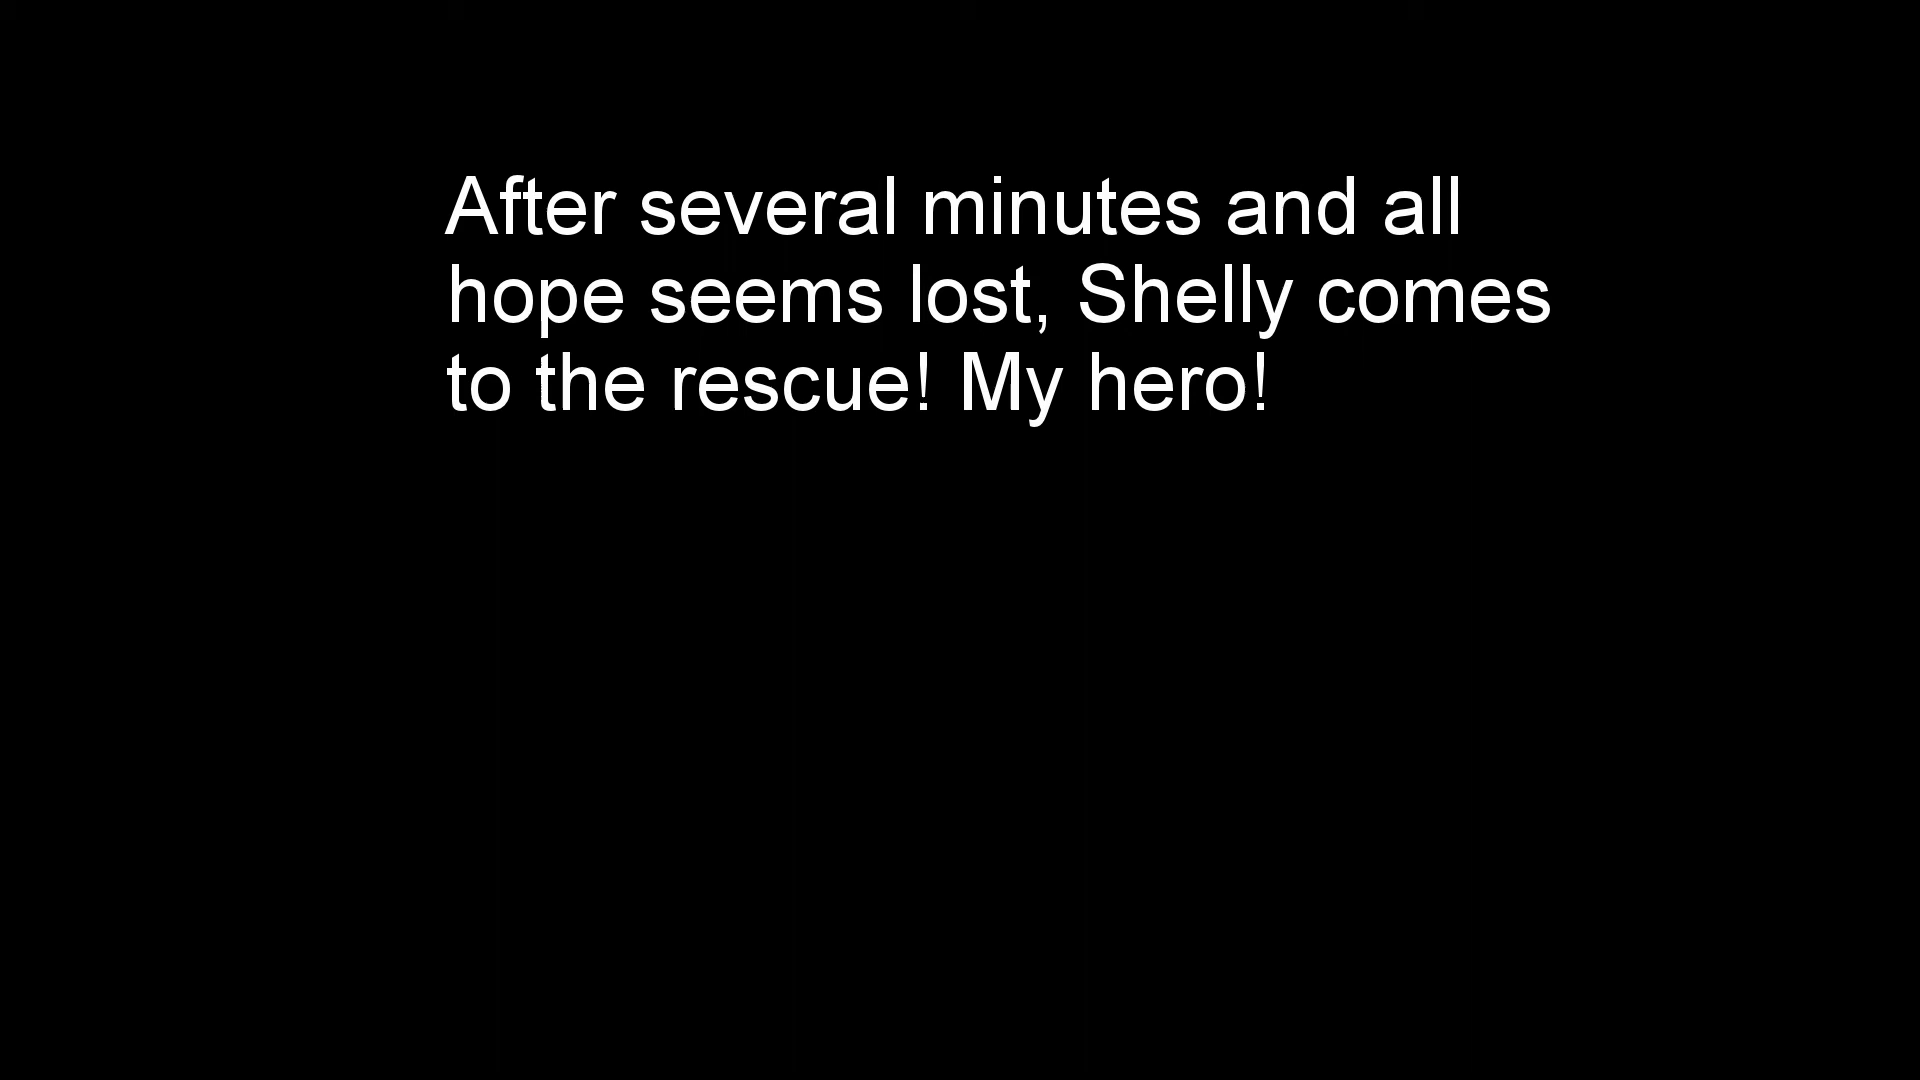 After several minutes and all
hope seems lost, Shelly comes
to the rescue! My hero!